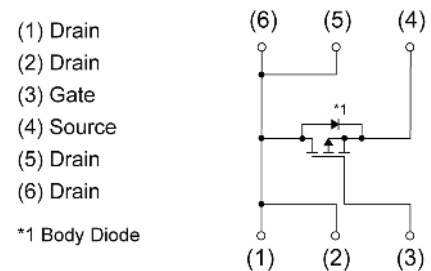 (1) Drain
(2) Drain
(3) Gate
(4) Source
(5) Drain
(6) Drain
*1 Body Diode
(6) (5) (4)
*1
(1) (2) (3)